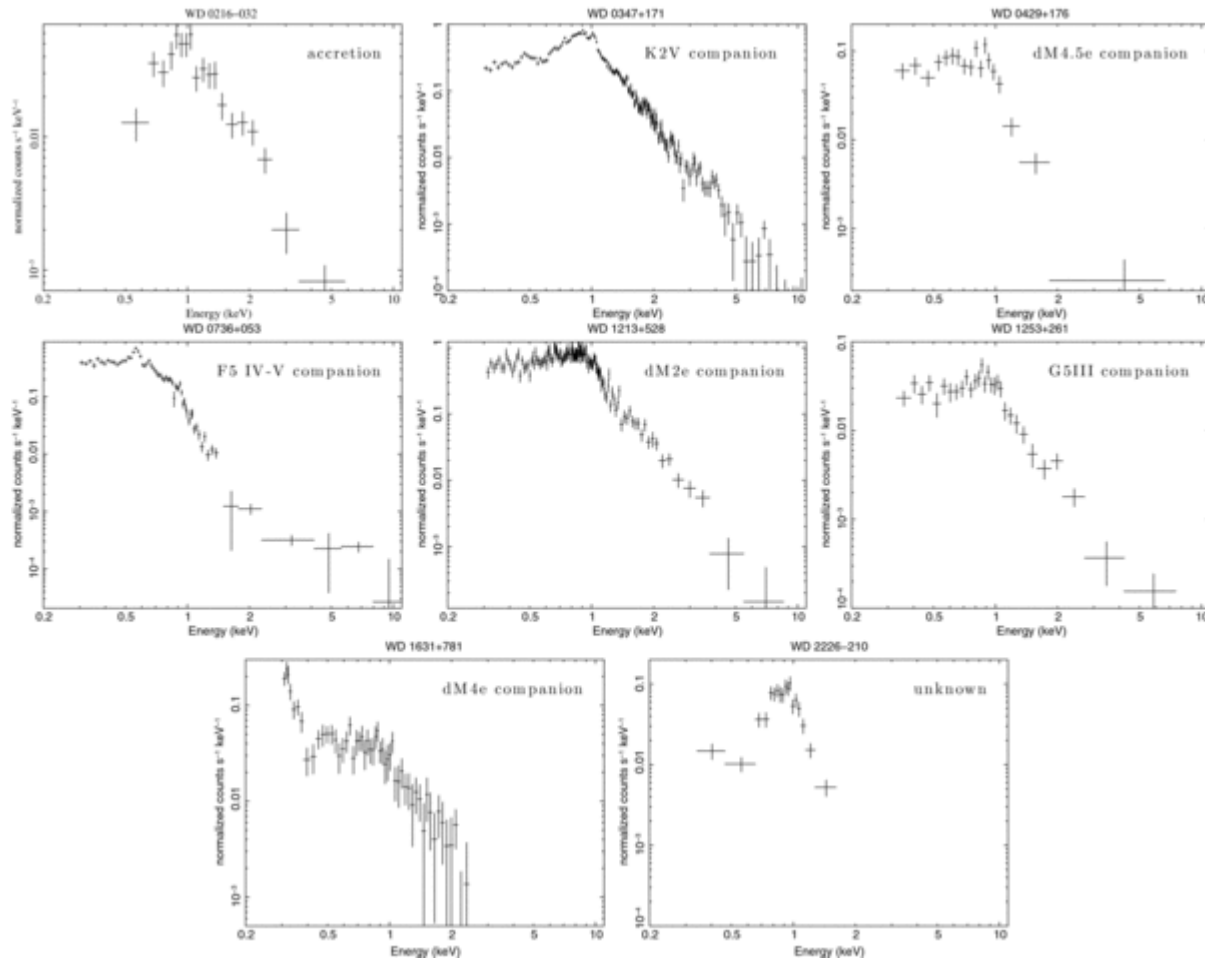 WD 0216−032
accretion
normalized counts s⁻¹ keV⁻¹
0.01
10⁻³
0.2 0.5 1 2 5 10
Energy (keV)
WD 0347+171
K2V companion
normalized counts s⁻¹ keV⁻¹
1
0.1
0.01
10⁻³
10⁻⁴
0.2 0.5 1 2 5 10
Energy (keV)
WD 0429+176
dM4.5e companion
normalized counts s⁻¹ keV⁻¹
0.1
0.01
10⁻³
0.2 0.5 1 2 5 10
Energy (keV)
WD 0736+053
F5 IV-V companion
normalized counts s⁻¹ keV⁻¹
0.1
0.01
10⁻³
10⁻⁴
0.2 0.5 1 2 5 10
Energy (keV)
WD 1213+528
dM2e companion
normalized counts s⁻¹ keV⁻¹
1
0.1
0.01
10⁻³
0.2 0.5 1 2 5 10
Energy (keV)
WD 1253+261
G5III companion
normalized counts s⁻¹ keV⁻¹
0.1
0.01
10⁻³
10⁻⁴
0.2 0.5 1 2 5 10
Energy (keV)
WD 1631+781
dM4e companion
normalized counts s⁻¹ keV⁻¹
0.1
0.01
10⁻³
0.2 0.5 1 2 5 10
Energy (keV)
WD 2226−210
unknown
normalized counts s⁻¹ keV⁻¹
0.1
0.01
10⁻³
10⁻⁴
0.2 0.5 1 2 5 10
Energy (keV)